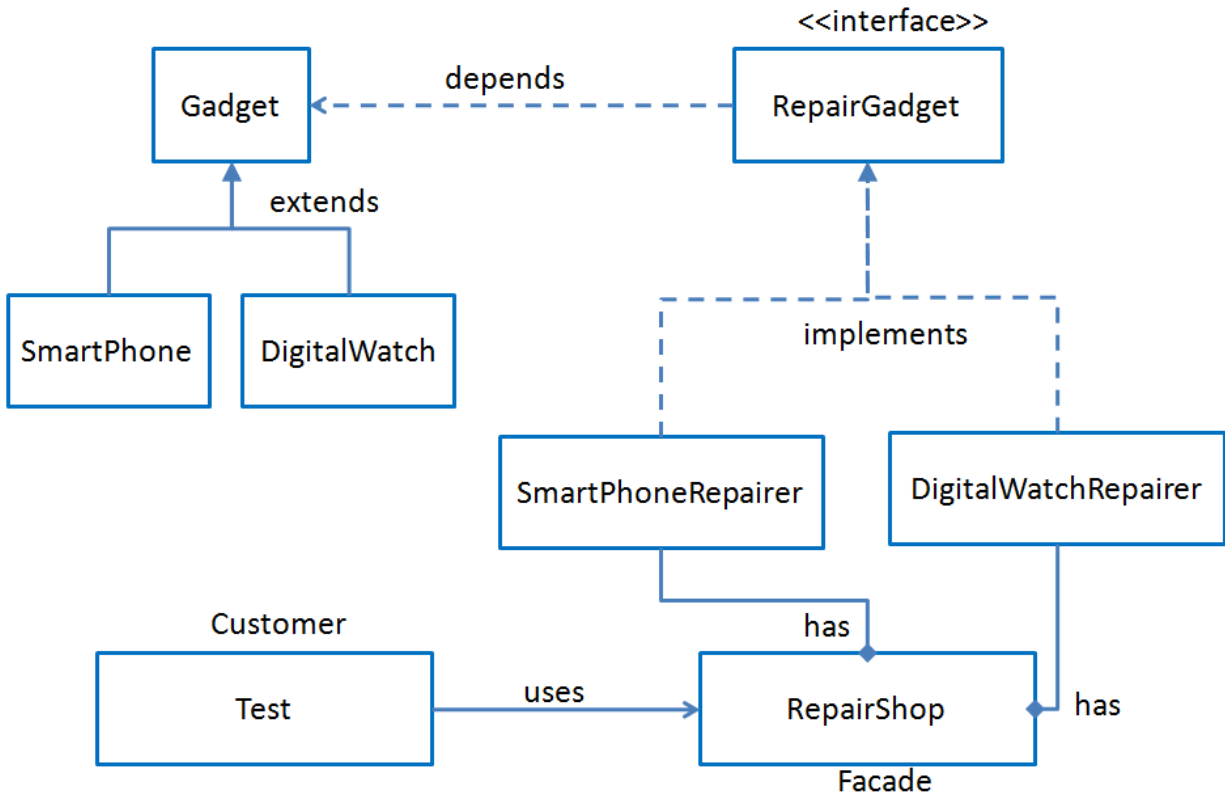 <<interface>>
Gadget
depends
RepairGadget
extends
SmartPhone
DigitalWatch
implements
SmartPhoneRepairer
DigitalWatchRepairer
Customer
has
Test
uses
RepairShop
has
Facade